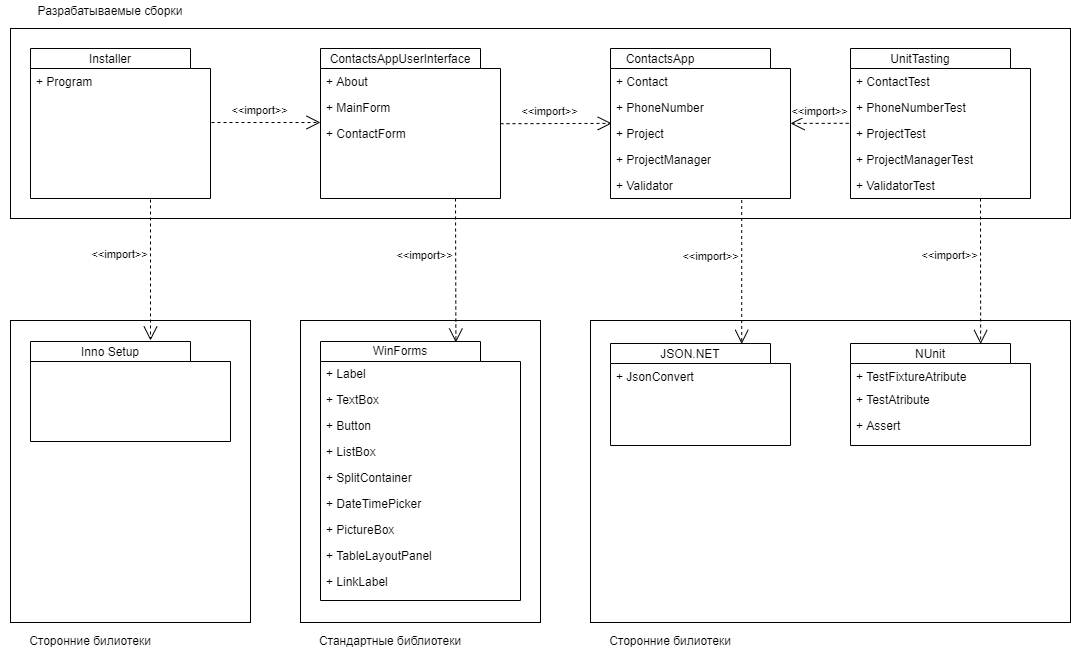 Разрабатываемые сборки
Installer
+ Program
<<import>>
ContactsAppUserInterface
+ About
+ MainForm
+ ContactForm
<<import>>
ContactsApp
+ Contact
+ PhoneNumber
+ Project
+ ProjectManager
+ Validator
<<import>>
UnitTasting
+ ContactTest
+ PhoneNumberTest
+ ProjectTest
+ ProjectManagerTest
+ ValidatorTest
<<import>>
<<import>>
<<import>>
<<import>>
Inno Setup
WinForms
+ Label
+ TextBox
+ Button
+ ListBox
+ SplitContainer
+ DateTimePicker
+ PictureBox
+ TableLayoutPanel
+ LinkLabel
JSON.NET
+ JsonConvert
NUnit
+ TestFixtureAtribute
+ TestAtribute
+ Assert
Сторонние билиотеки
Стандартные библиотеки
Сторонние билиотеки